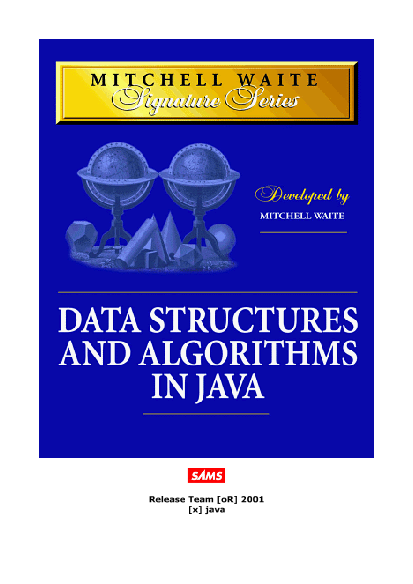 MITCHELL WAITE
Signature Series
Developed by
MITCHELL WAITE
DATA STRUCTURES
AND ALGORITHMS
IN JAVA
SAMS
Release Team [oR] 2001
[x] java